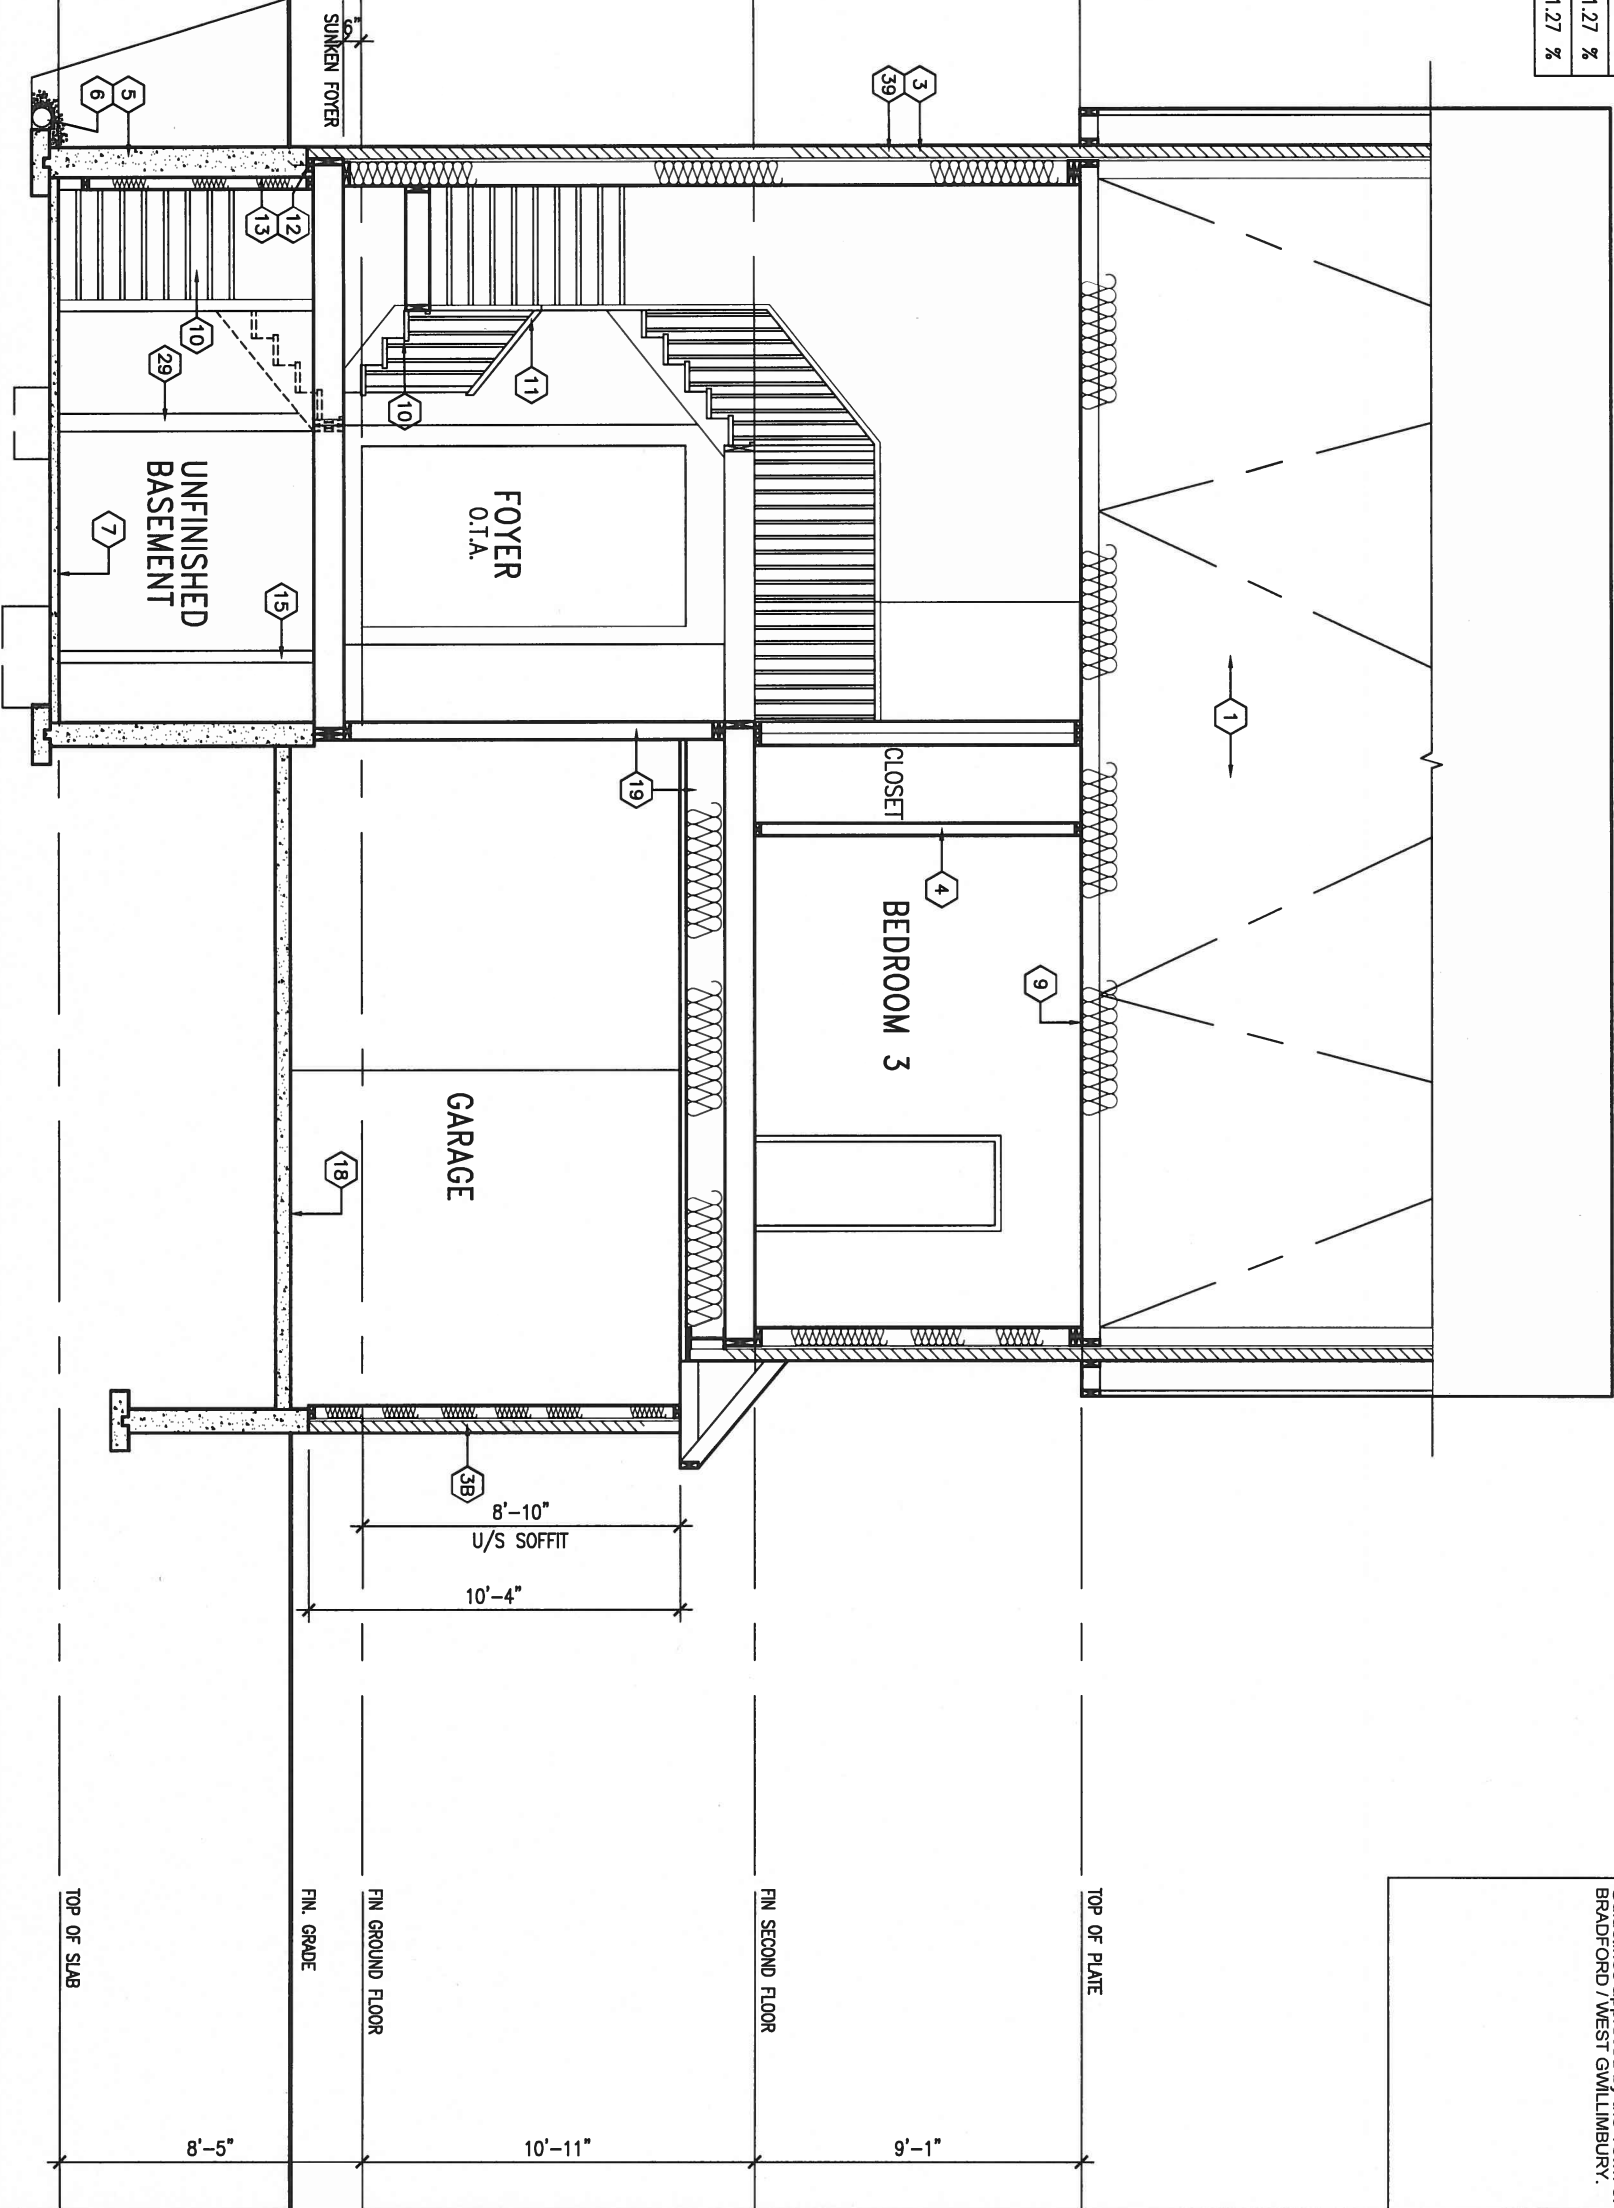 1.27 %
1.27 %
BRADFORD / WEST GWILLIMBURY.
1
TOP OF PLATE
9'-1"
9
3
39
4
CLOSET
BEDROOM 3
FIN SECOND FLOOR
10'-11"
19
11
10
FOYER
O.T.A.
GARAGE
3B
8'-10"
U/S SOFFIT
10'-4"
6"
SUNKEN FOYER
18
FIN GROUND FLOOR
FIN. GRADE
8'-5"
12
13
10
29
15
UNFINISHED
BASEMENT
7
5
6
TOP OF SLAB